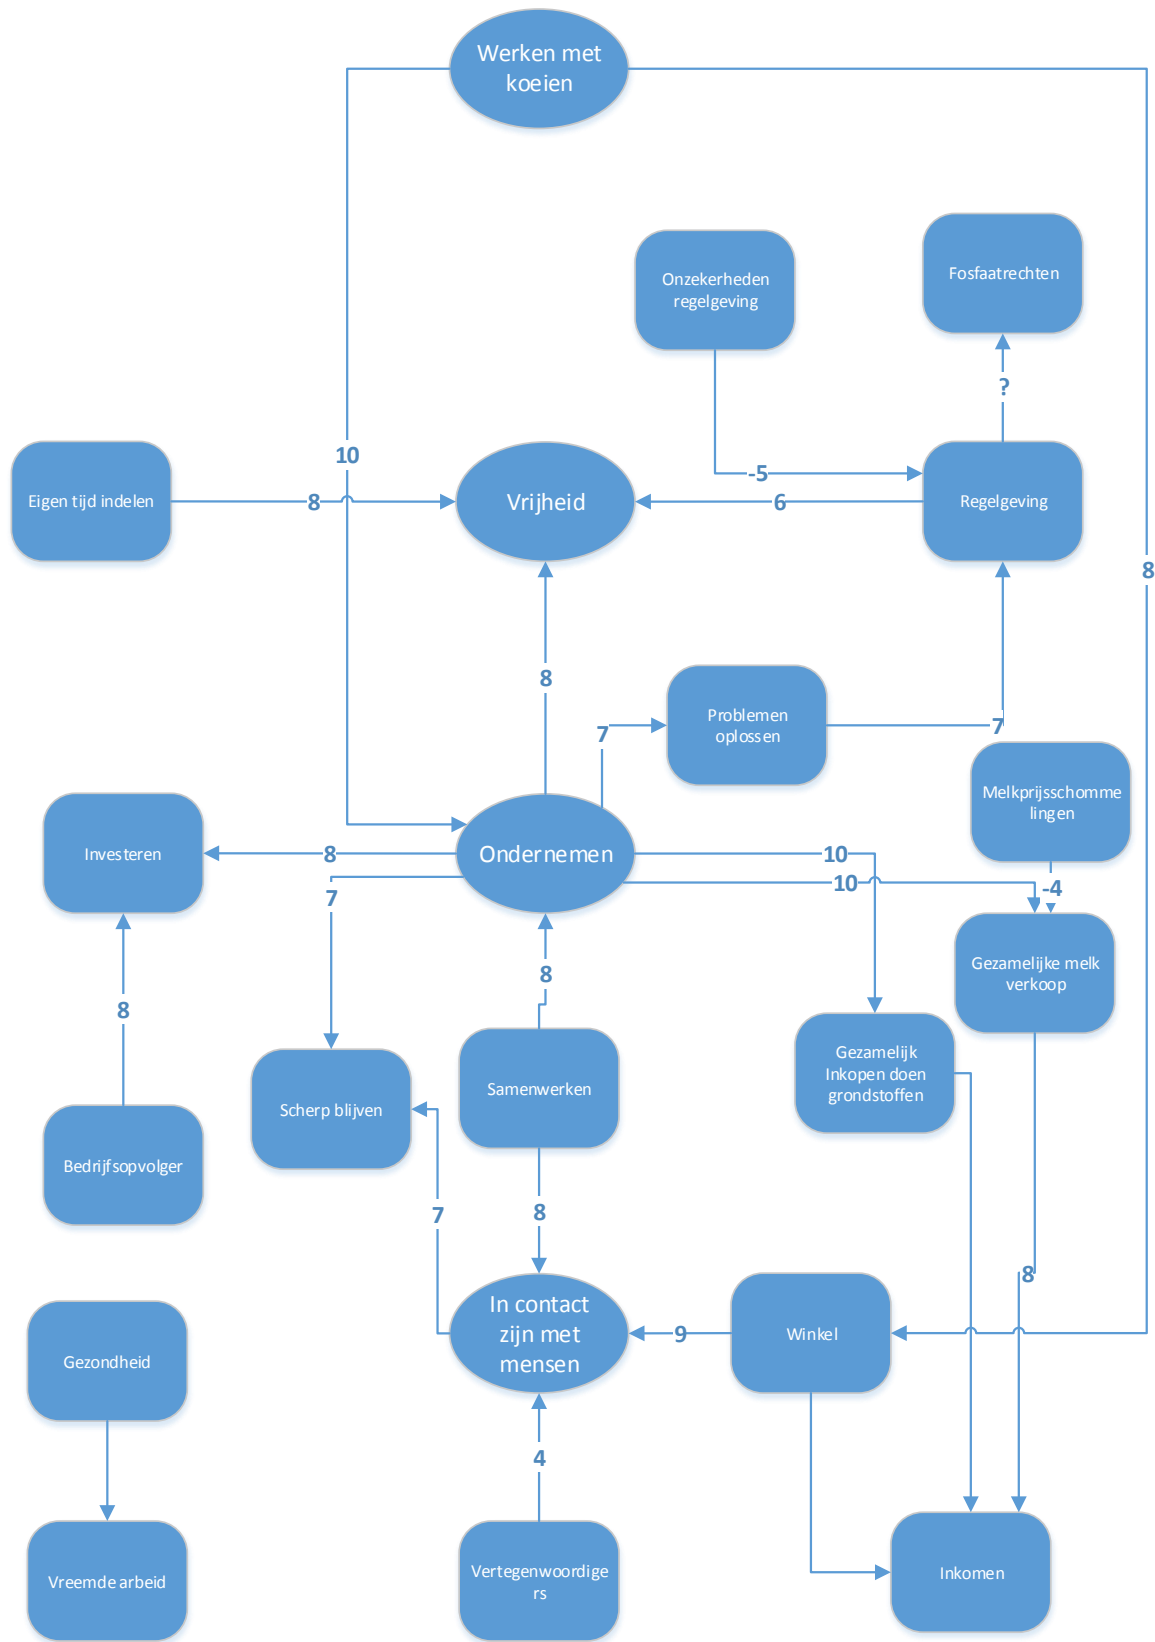 Werken met
koeien
Onzekerheden
regelgeving
Fosfaatrechten
?
10
-5
Eigen tijd indelen
8
Vrijheid
6
Regelgeving
8
8
Problemen
oplossen
7
7
Melkprijsschomme
lingen
Investeren
8
Ondernemen
10
10
-4
7
Gezamelijke melk
verkoop
8
8
Gezamelijk
Inkopen doen
grondstoffen
Scherp blijven
Samenwerken
Bedrijfsopvolger
7
8
8
In contact
zijn met
mensen
9
Winkel
Gezondheid
4
Vreemde arbeid
Vertegenwoordige
rs
Inkomen